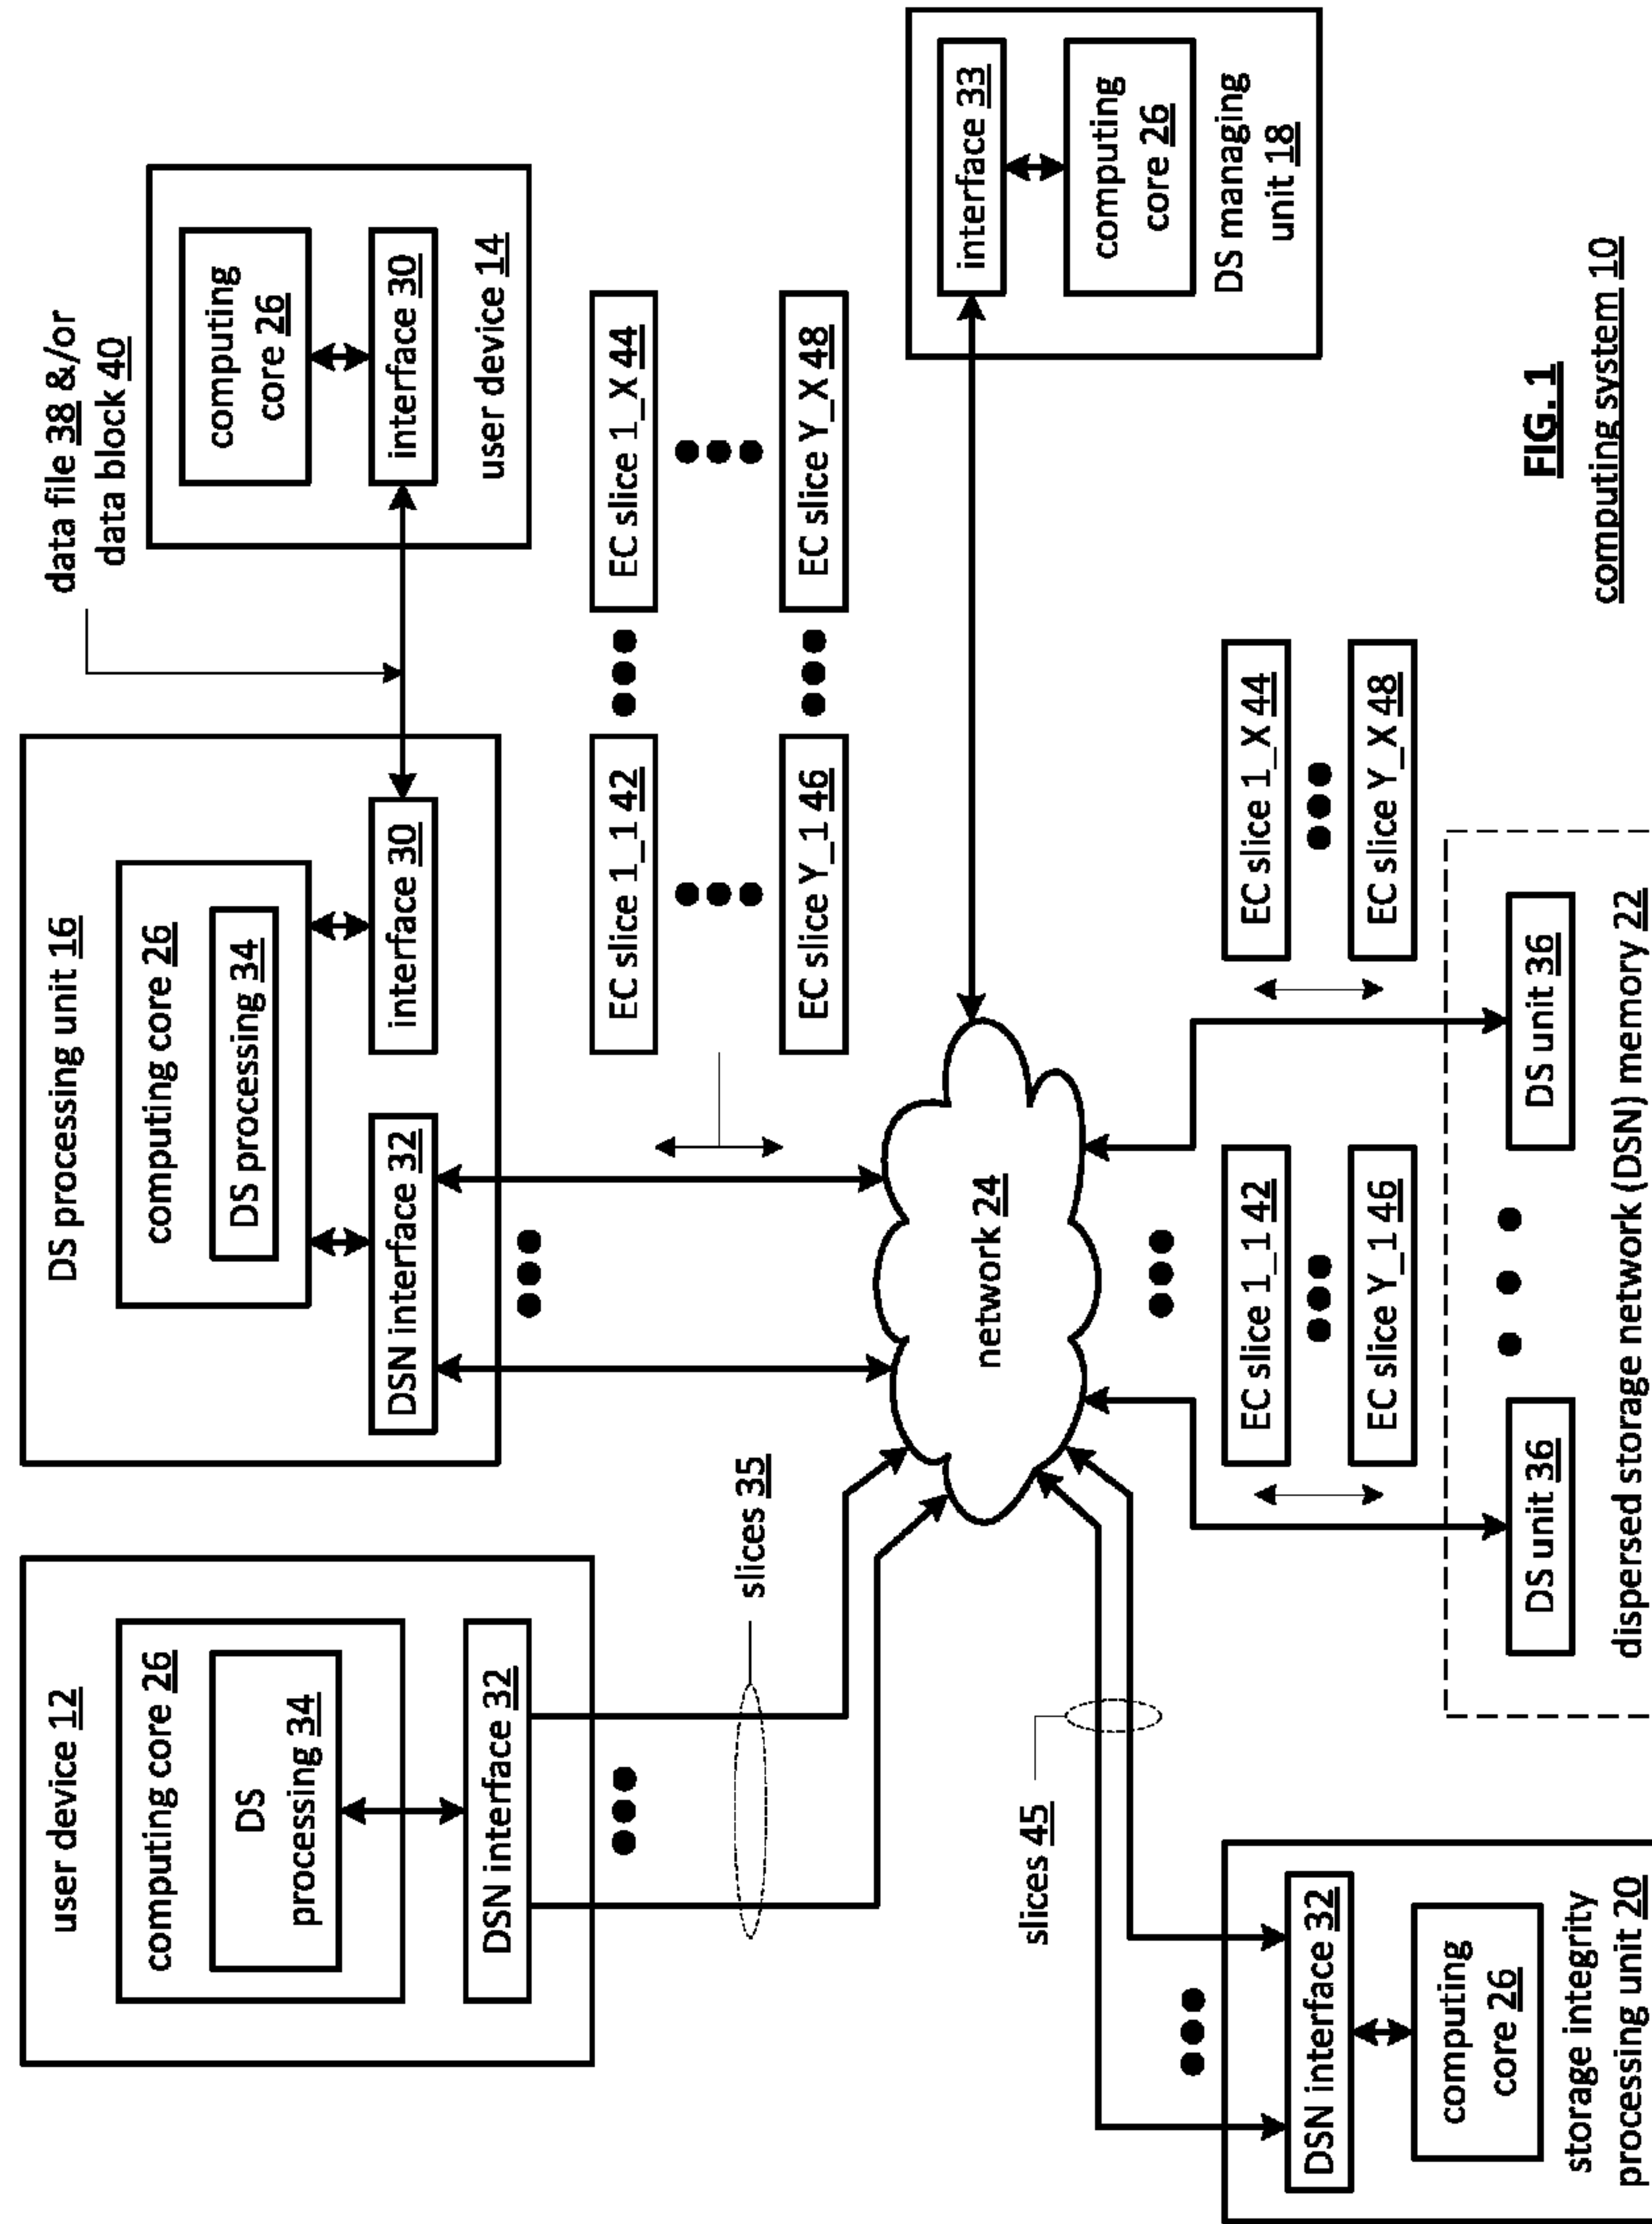 user device 12
computing core 26
DS
processing 34
DSN interface 32
DS processing unit 16
computing core 26
DS processing 34
DSN interface 32
interface 30
data file 38 &/or
data block 40
computing
core 26
interface 30
user device 14
slices 35
EC slice 1_1 42
EC slice 1_X 44
EC slice Y_1 46
EC slice Y_X 48
network 24
interface 33
computing
core 26
DS managing
unit 18
slices 45
DSN interface 32
computing
core 26
storage integrity
processing unit 20
EC slice 1_1 42
EC slice Y_1 46
EC slice 1_X 44
EC slice Y_X 48
DS unit 36
DS unit 36
dispersed storage network (DSN) memory 22
FIG. 1
computing system 10